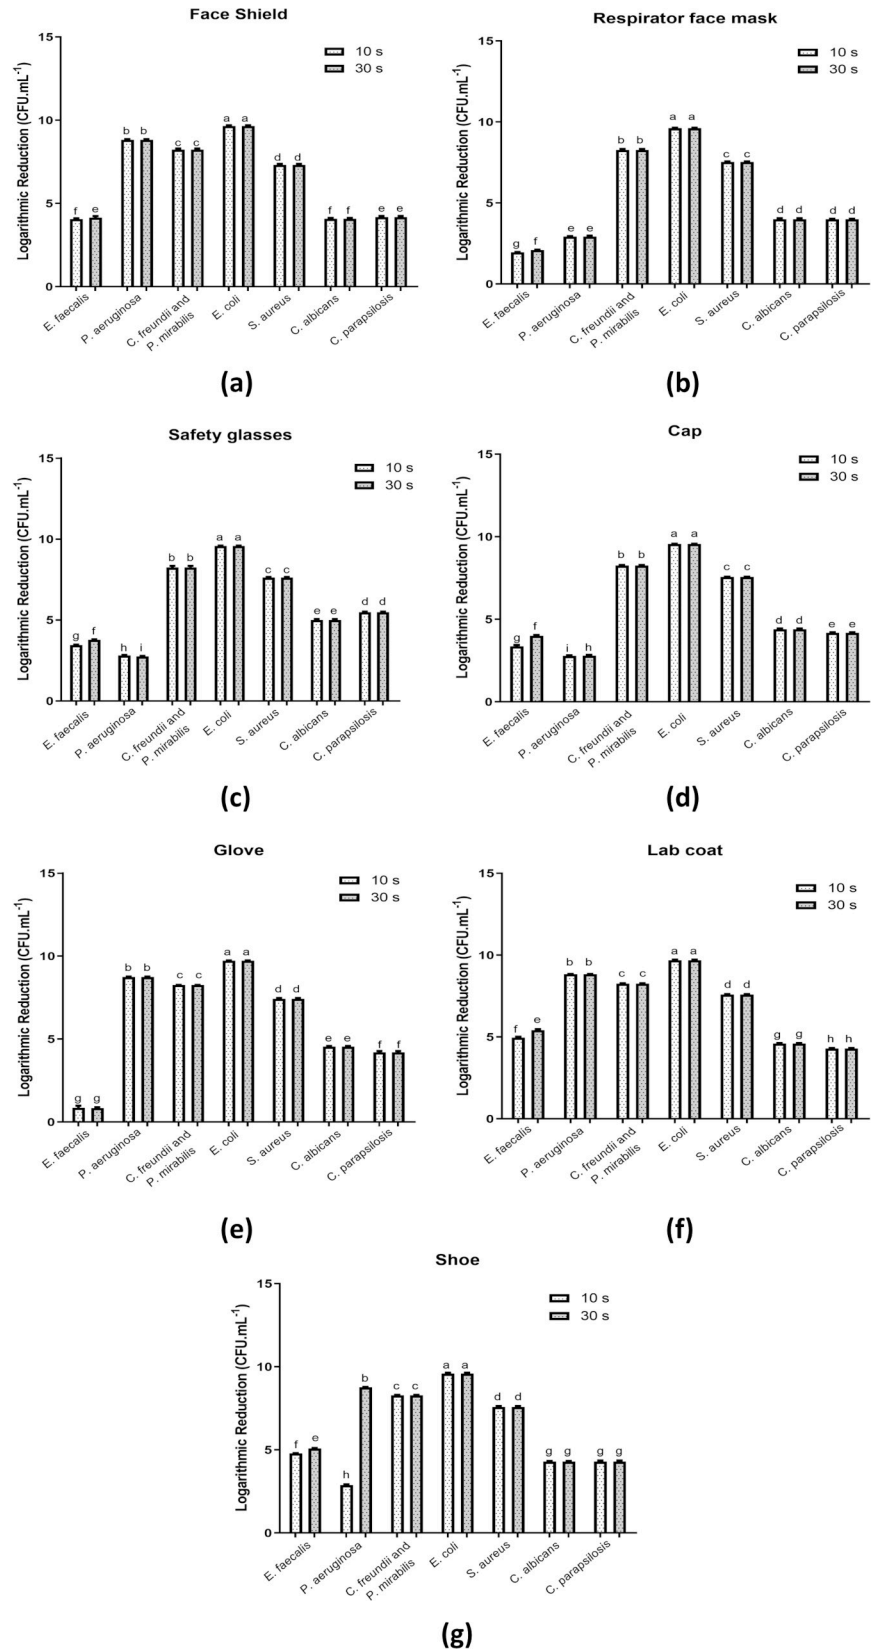 Face Shield
Logarithmic Reduction (CFU.mL⁻¹)
15
10
5
0
10 s
30 s
f e b b c c a a d d f f e e
E. faecalis
P. aeruginosa
C. freundii and
P. mirabilis
E. coli
S. aureus
C. albicans
C. parapsilosis
(a)
Respirator face mask
Logarithmic Reduction (CFU.mL⁻¹)
15
10
5
0
10 s
30 s
g f e e b b a a c c d d d d
E. faecalis
P. aeruginosa
C. freundii and
P. mirabilis
E. coli
S. aureus
C. albicans
C. parapsilosis
(b)
Safety glasses
Logarithmic Reduction (CFU.mL⁻¹)
15
10
5
0
10 s
30 s
g f h i b b a a c c e e d d
E. faecalis
P. aeruginosa
C. freundii and
P. mirabilis
E. coli
S. aureus
C. albicans
C. parapsilosis
(c)
Cap
Logarithmic Reduction (CFU.mL⁻¹)
15
10
5
0
10 s
30 s
g f i h b b a a c c d d e e
E. faecalis
P. aeruginosa
C. freundii and
P. mirabilis
E. coli
S. aureus
C. albicans
C. parapsilosis
(d)
Glove
Logarithmic Reduction (CFU.mL⁻¹)
15
10
5
0
10 s
30 s
g g b b c c a a d d e e f f
E. faecalis
P. aeruginosa
C. freundii and
P. mirabilis
E. coli
S. aureus
C. albicans
C. parapsilosis
(e)
Lab coat
Logarithmic Reduction (CFU.mL⁻¹)
15
10
5
0
10 s
30 s
f e b b c c a a d d g g h h
E. faecalis
P. aeruginosa
C. freundii and
P. mirabilis
E. coli
S. aureus
C. albicans
C. parapsilosis
(f)
Shoe
Logarithmic Reduction (CFU.mL⁻¹)
15
10
5
0
10 s
30 s
f e h b c c a a d d g g g g
E. faecalis
P. aeruginosa
C. freundii and
P. mirabilis
E. coli
S. aureus
C. albicans
C. parapsilosis
(g)